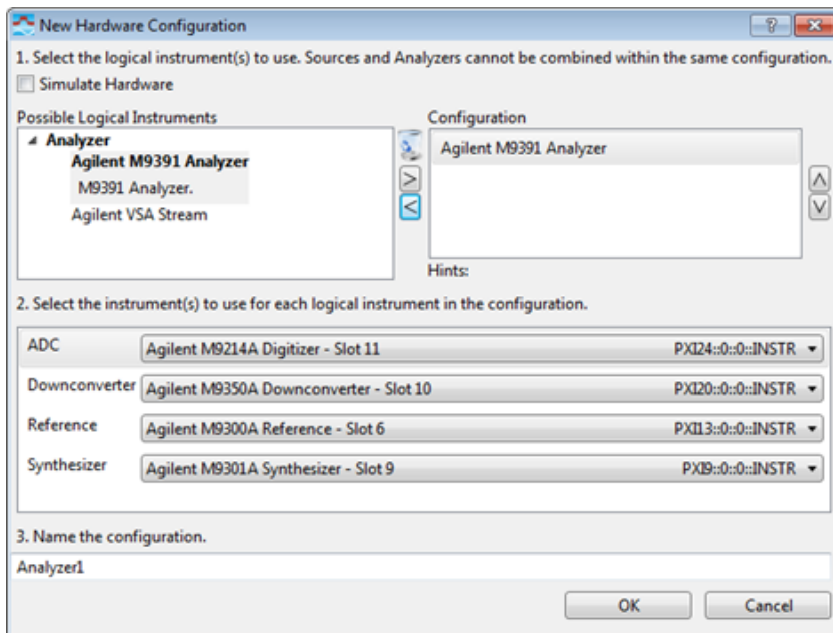 New Hardware Configuration
1. Select the logical instrument(s) to use. Sources and Analyzers cannot be combined within the same configuration.
Simulate Hardware
Possible Logical Instruments
Analyzer
Agilent M9391 Analyzer
M9391 Analyzer.
Agilent VSA Stream
>
<
Configuration
Agilent M9391 Analyzer
Hints:
2. Select the instrument(s) to use for each logical instrument in the configuration.
ADC Agilent M9214A Digitizer - Slot 11 PXI24::0::0::INSTR
Downconverter Agilent M9350A Downconverter - Slot 10 PXI20::0::0::INSTR
Reference Agilent M9300A Reference - Slot 6 PXI13::0::0::INSTR
Synthesizer Agilent M9301A Synthesizer - Slot 9 PXI9::0::0::INSTR
3. Name the configuration.
Analyzer1
OK Cancel